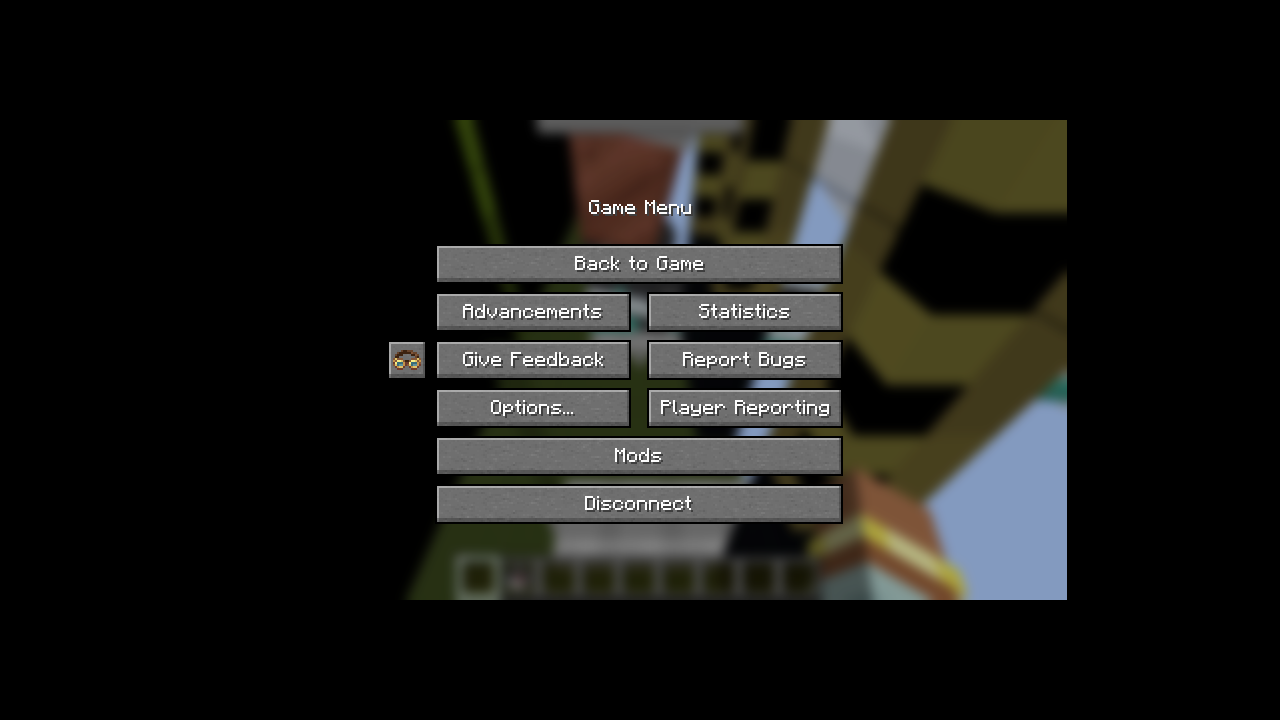 Game Menu
Back to Game
Advancements
Statistics
Give Feedback
Report Bugs
Options...
Player Reporting
Mods
Disconnect